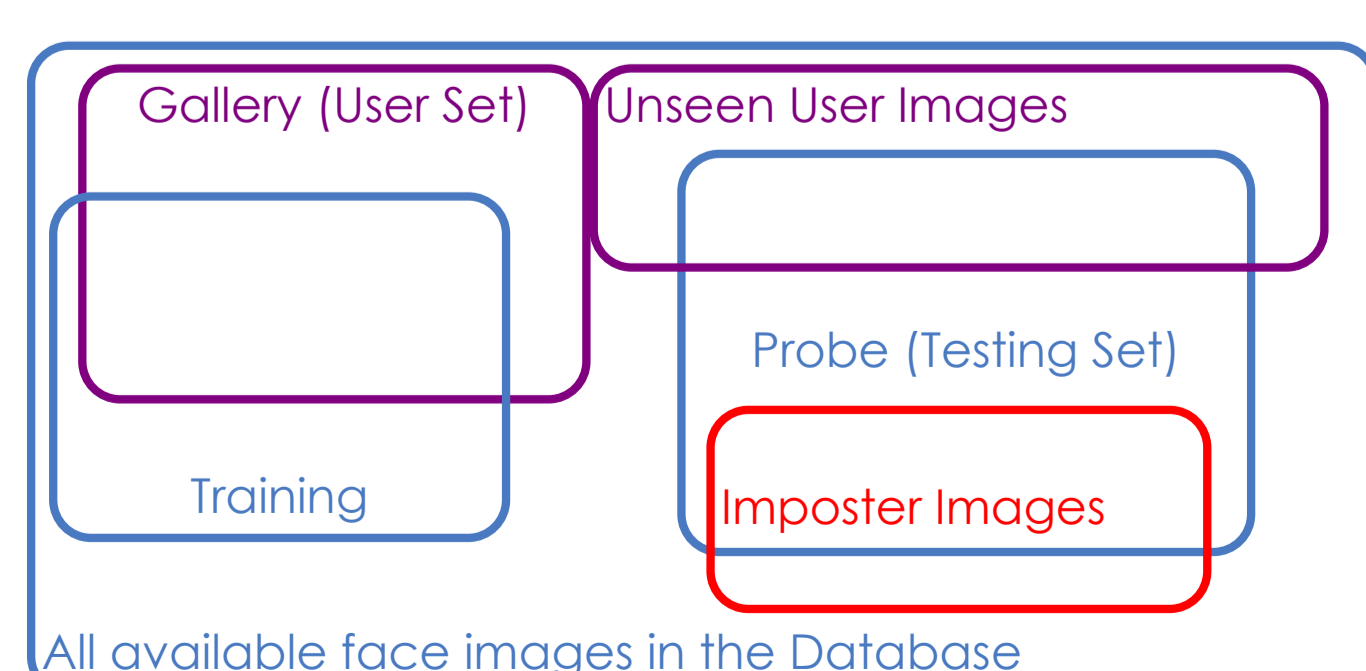 Gallery (User Set)
Unseen User Images
Probe (Testing Set)
Training
Imposter Images
All available face images in the Database